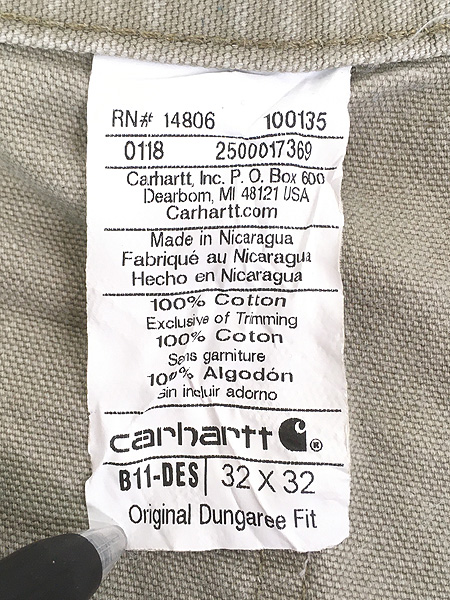 RN# 14806 100135
0118 2500017369
Carhartt, Inc. P. O. Box 600
Dearborn, MI 48121 USA
Carhartt.com
Made in Nicaragua
Fabriqué au Nicaragua
Hecho en Nicaragua
100% Cotton
Exclusive of Trimming
100% Coton
Sans garniture
100% Algodón
Sin incluir adorno
carhartt ®
B11-DES | 32 X 32
Original Dungaree Fit